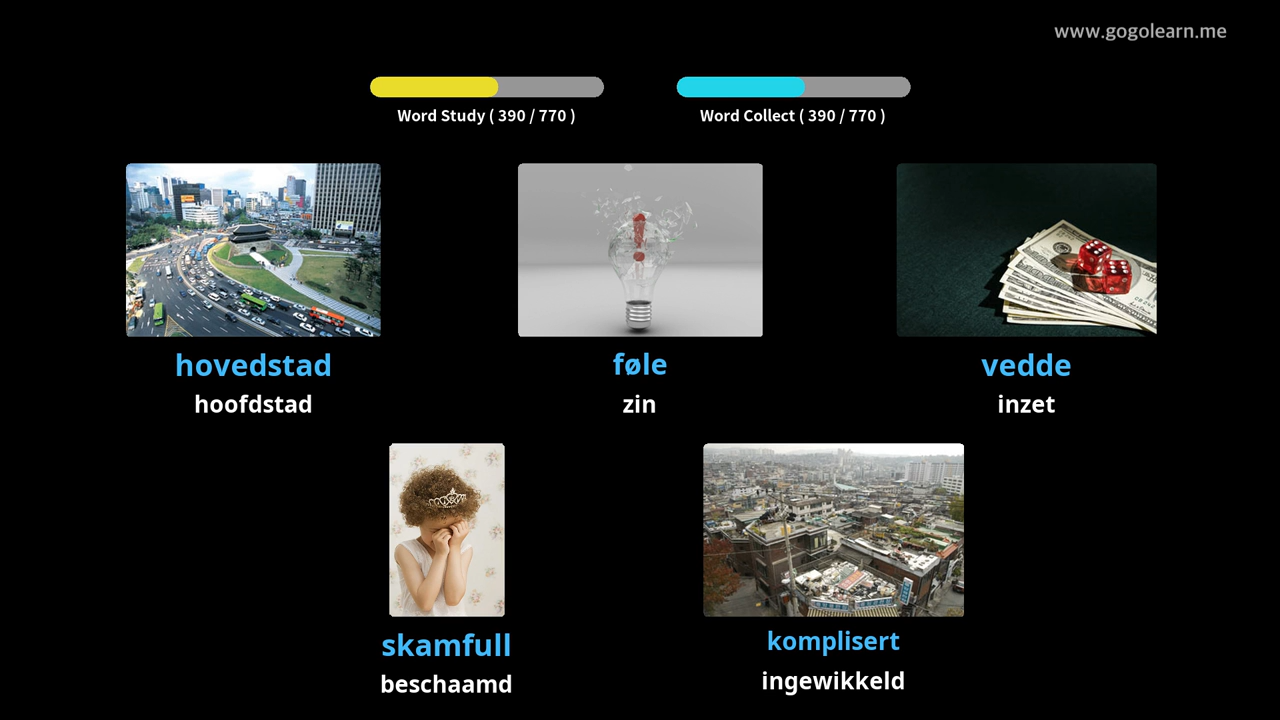 www.gogolearn.me
Word Study ( 390 / 770 )
Word Collect ( 390 / 770 )
hovedstad
hoofdstad
føle
zin
vedde
inzet
skamfull
beschaamd
komplisert
ingewikkeld